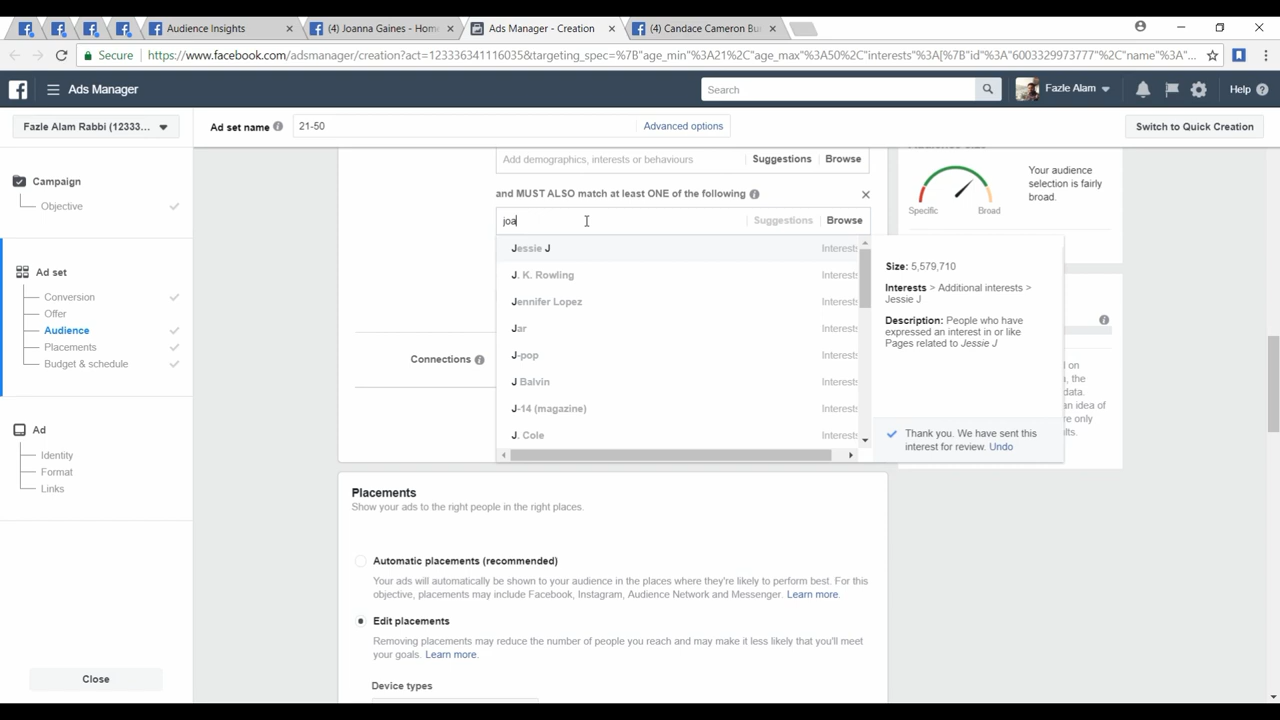 Audience Insights
(4) Joanna Gaines - Home
Ads Manager - Creation
(4) Candace Cameron Bu
Secure
https://www.facebook.com/adsmanager/creation?act=1233363411116035&targeting_spec=%7B"age_min"%3A21%2C"age_max"%3A50%2C"interests"%3A[%7B"id"%3A"6003329973777"%2C"name"%3A"...
Ads Manager
Search
Fazle Alam
Help
Fazle Alam Rabbi (12333...
Ad set name
21-50
Advanced options
Switch to Quick Creation
Campaign
Objective
Ad set
Conversion
Offer
Audience
Placements
Budget & schedule
Ad
Identity
Format
Links
Close
Add demographics, interests or behaviours
Suggestions
Browse
and MUST ALSO match at least ONE of the following
joa
Suggestions
Browse
Jessie J
Interests
J. K. Rowling
Interests
Jennifer Lopez
Interests
Jar
Interests
J-pop
Interests
J Balvin
Interests
J-14 (magazine)
Interests
J. Cole
Interests
Size: 5,579,710
Interests > Additional interests >
Jessie J
Description: People who have
expressed an interest in or like
Pages related to Jessie J
Thank you. We have sent this
interest for review. Undo
Connections
Your audience
selection is fairly
broad.
Specific
Broad
Placements
Show your ads to the right people in the right places.
Automatic placements (recommended)
Your ads will automatically be shown to your audience in the places where they're likely to perform best. For this
objective, placements may include Facebook, Instagram, Audience Network and Messenger. Learn more.
Edit placements
Removing placements may reduce the number of people you reach and may make it less likely that you'll meet
your goals. Learn more.
Device types